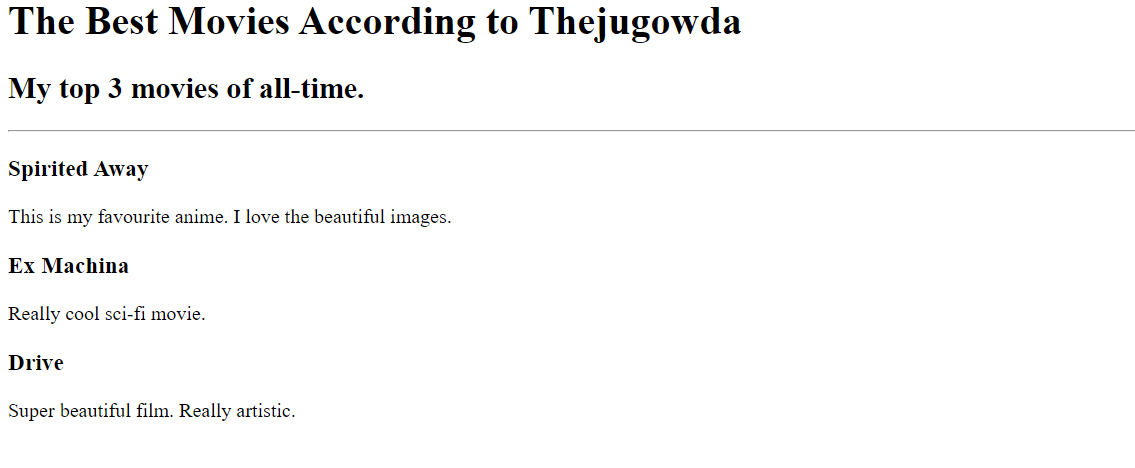 The Best Movies According to Thejugowda
My top 3 movies of all-time.
Spirited Away
This is my favourite anime. I love the beautiful images.
Ex Machina
Really cool sci-fi movie.
Drive
Super beautiful film. Really artistic.